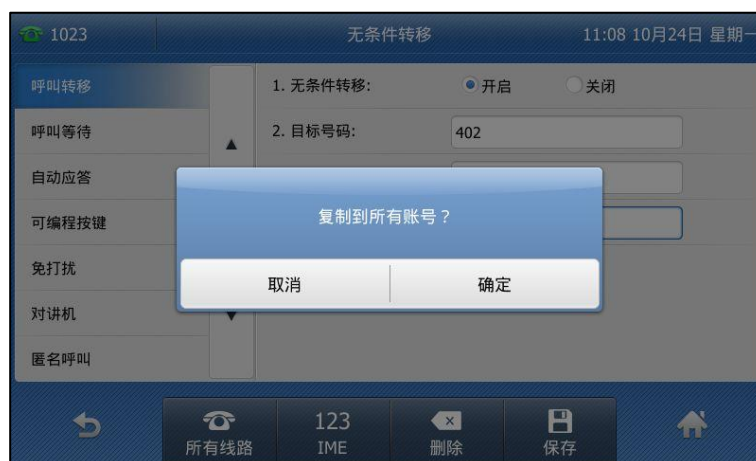 1023
无条件转移
11:08 10月24日 星期一
呼叫转移
1. 无条件转移:
开启
关闭
呼叫等待
2. 目标号码:
402
自动应答
可编程按键
免打扰
对讲机
匿名呼叫
复制到所有账号？
取消
确定
所有线路
123
IME
删除
保存